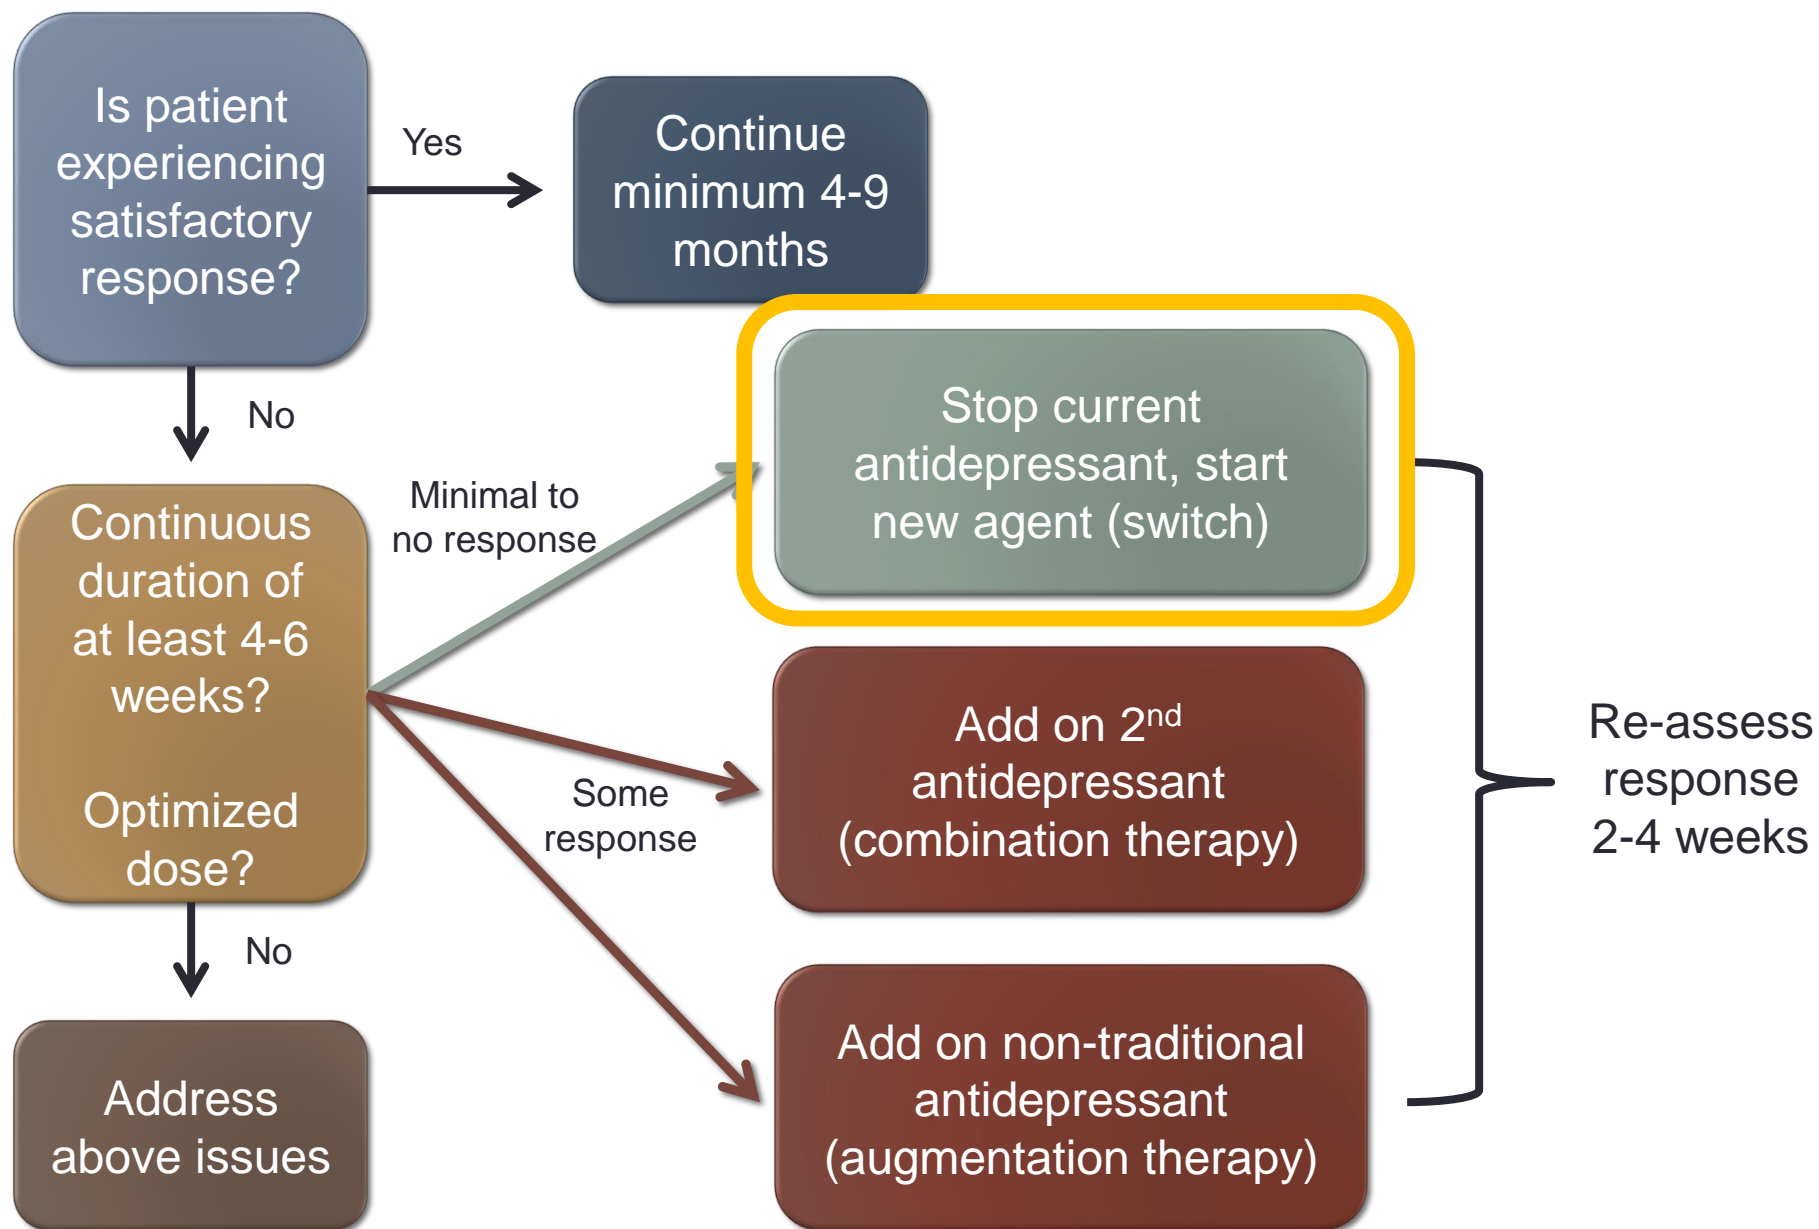 Is patient
experiencing
satisfactory
response?
Yes
Continue
minimum 4-9
months
No
Continuous
duration of
at least 4-6
weeks?
Optimized
dose?
Minimal to
no response
Stop current
antidepressant, start
new agent (switch)
Some
response
Add on 2nd
antidepressant
(combination therapy)
Re-assess
response
2-4 weeks
No
Address
above issues
Add on non-traditional
antidepressant
(augmentation therapy)